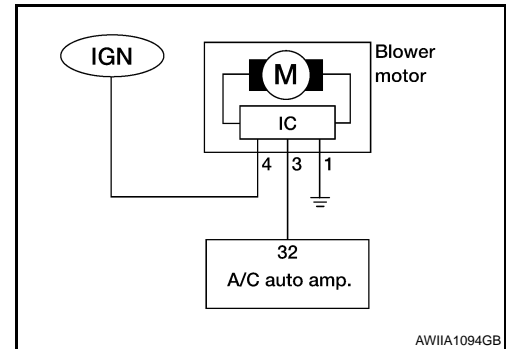 IGN
Blower
motor
M
IC
4 3 1
32
A/C auto amp.
AWIIA1094GB